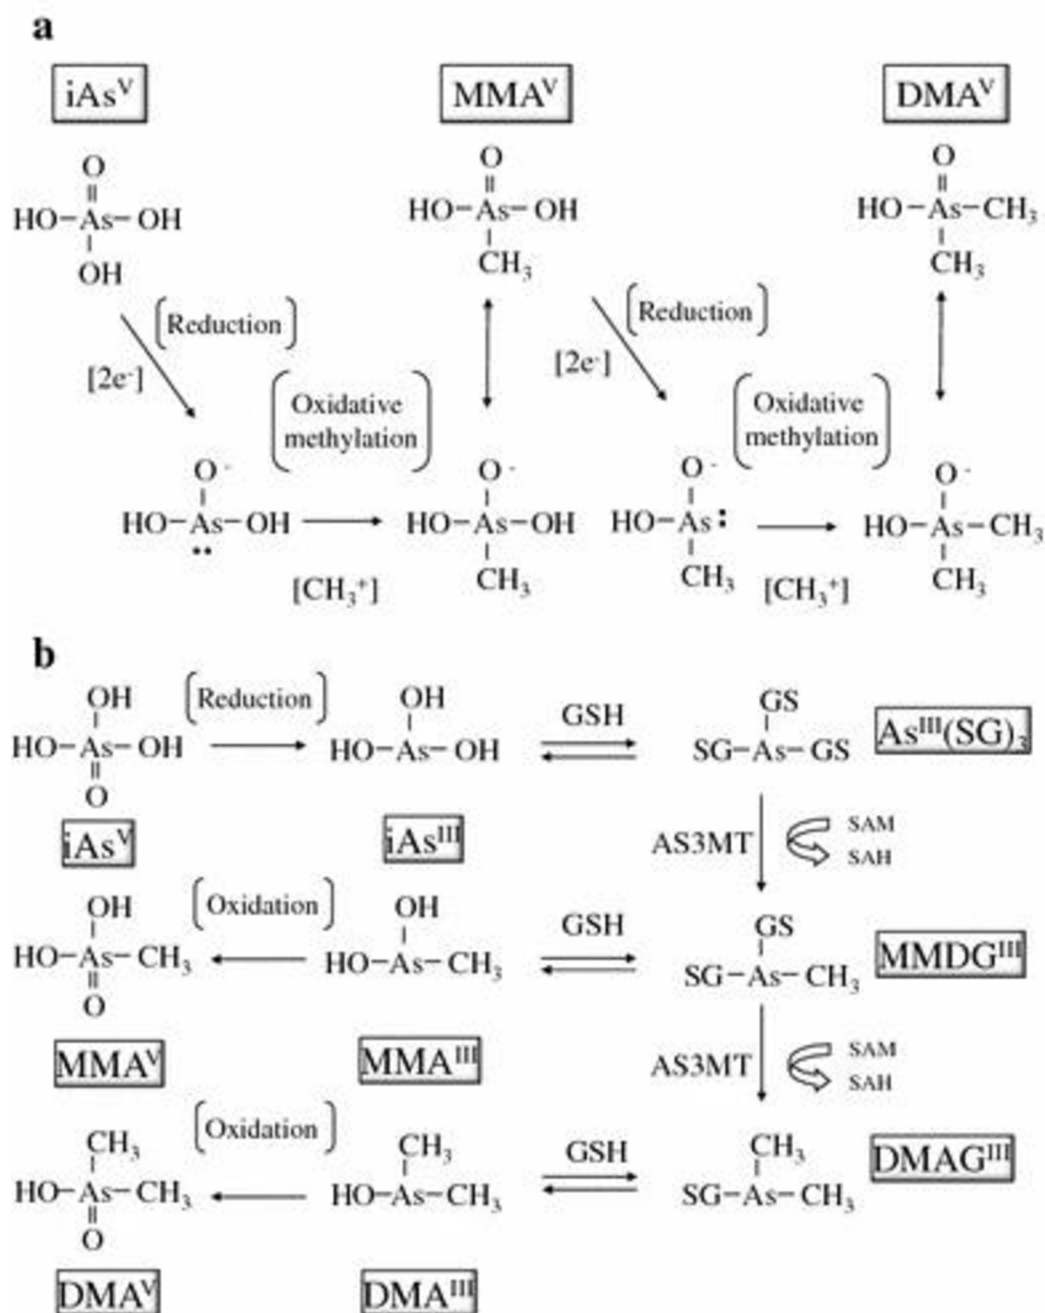 a
iAsⱽ MMAⱽ DMAⱽ
O O O
HO-As-OH HO-As-OH HO-As-CH₃
OH CH₃ CH₃
(Reduction) (Reduction)
[2e⁻] [2e⁻]
Oxidative Oxidative
methylation methylation
O⁻ O⁻ O⁻ O⁻
HO-As-OH HO-As-OH HO-As: HO-As-CH₃
CH₃ CH₃ CH₃
[CH₃⁺] [CH₃⁺]
b
OH (Reduction) OH GSH GS
HO-As-OH HO-As-OH SG-As-GS Asᴵᴵᴵ(SG)₃
O
iAsⱽ iAsᴵᴵᴵ AS3MT SAM
SAH
OH (Oxidation) OH GSH GS
HO-As-CH₃ HO-As-CH₃ SG-As-CH₃ MMDGᴵᴵᴵ
O
MMAⱽ MMAᴵᴵᴵ AS3MT SAM
SAH
CH₃ (Oxidation) CH₃ GSH CH₃ DMAGᴵᴵᴵ
HO-As-CH₃ HO-As-CH₃ SG-As-CH₃
O
DMAⱽ DMAᴵᴵᴵ